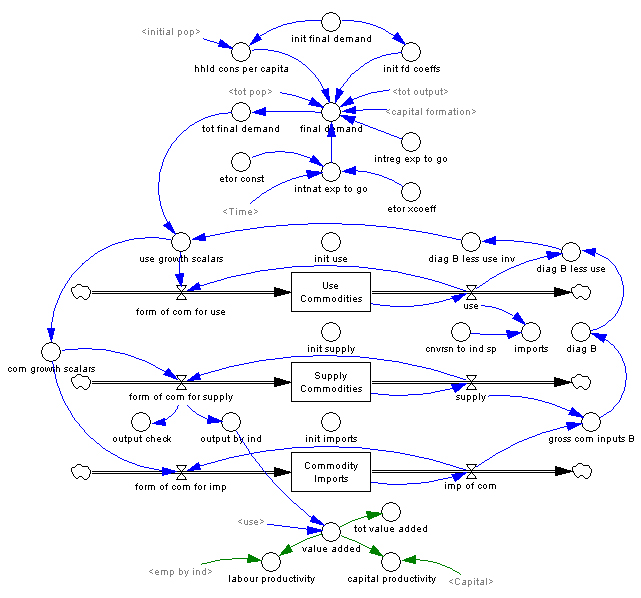 <initial pop>
init final demand
hhld cons per capita
init fd coeffs
<tot pop>
<tot output>
<capital formation>
tot final demand
final demand
intreg exp to go
etor const
intnat exp to go
etor xcoeff
<Time>
use growth scalars
init use
diag B less use inv
diag B less use
Use
Commodities
form of com for use
use
init supply
cnvrsn to ind sp
imports
diag B
com growth scalars
Supply
Commodities
form of com for supply
supply
output check
output by ind
init imports
gross com inputs B
Commodity
Imports
form of com for imp
imp of com
<use>
value added
tot value added
<emp by ind>
labour productivity
capital productivity
<Capital>